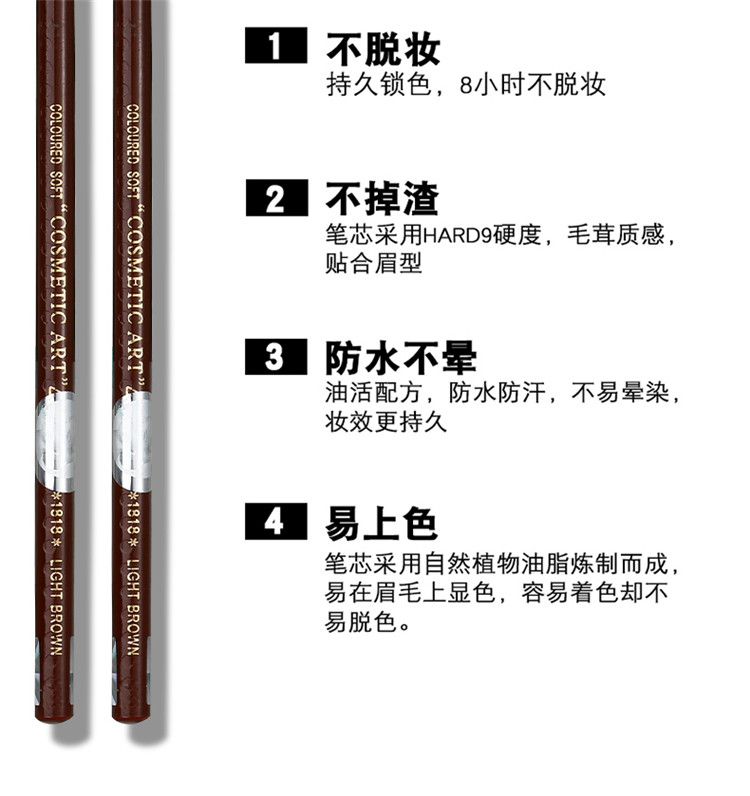 COLOURED SOFT "COSMETIC ART"
*1818* LIGHT BROWN
COLOURED SOFT "COSMETIC ART"
*1818* LIGHT BROWN
1 不脱妆
持久锁色，8小时不脱妆
2 不掉渣
笔芯采用HARD9硬度，毛茸质感，
贴合眉型
3 防水不晕
油活配方，防水防汗，不易晕染，
妆效更持久
4 易上色
笔芯采用自然植物油脂炼制而成，
易在眉毛上显色，容易着色却不
易脱色。